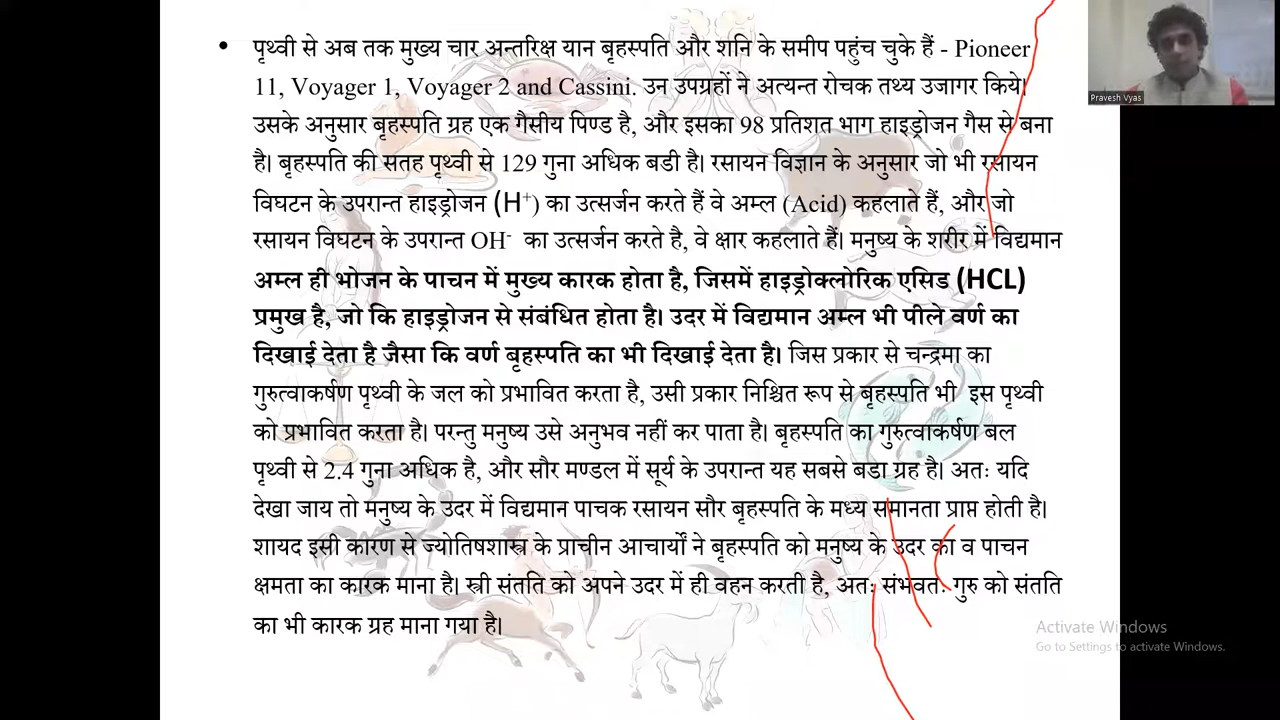 • पृथ्वी से अब तक मुख्य चार अन्तरिक्ष यान बृहस्पति और शनि के समीप पहुंच चुके हैं - Pioneer
11, Voyager 1, Voyager 2 and Cassini. उन उपग्रहों ने अत्यन्त रोचक तथ्य उजागर किये।
उसके अनुसार बृहस्पति ग्रह एक गैसीय पिण्ड है, और इसका 98 प्रतिशत भाग हाइड्रोजन गैस से बना
है। बृहस्पति की सतह पृथ्वी से 129 गुना अधिक बडी है। रसायन विज्ञान के अनुसार जो भी रसायन
विघटन के उपरान्त हाइड्रोजन (H⁺) का उत्सर्जन करते हैं वे अम्ल (Acid) कहलाते हैं, और जो
रसायन विघटन के उपरान्त OH⁻ का उत्सर्जन करते है, वे क्षार कहलाते हैं। मनुष्य के शरीर में विद्यमान
अम्ल ही भोजन के पाचन में मुख्य कारक होता है, जिसमें हाइड्रोक्लोरिक एसिड (HCL)
प्रमुख है, जो कि हाइड्रोजन से संबंधित होता है। उदर में विद्यमान अम्ल भी पीले वर्ण का
दिखाई देता है जैसा कि वर्ण बृहस्पति का भी दिखाई देता है। जिस प्रकार से चन्द्रमा का
गुरुत्वाकर्षण पृथ्वी के जल को प्रभावित करता है, उसी प्रकार निश्चित रूप से बृहस्पति भी इस पृथ्वी
को प्रभावित करता है। परन्तु मनुष्य उसे अनुभव नहीं कर पाता है। बृहस्पति का गुरुत्वाकर्षण बल
पृथ्वी से 2.4 गुना अधिक है, और सौर मण्डल में सूर्य के उपरान्त यह सबसे बडा ग्रह है। अतः यदि
देखा जाय तो मनुष्य के उदर में विद्यमान पाचक रसायन सौर बृहस्पति के मध्य समानता प्राप्त होती है।
शायद इसी कारण से ज्योतिषशास्त्र के प्राचीन आचार्यों ने बृहस्पति को मनुष्य के उदर का व पाचन
क्षमता का कारक माना है। स्त्री संतति को अपने उदर में ही वहन करती है, अतः संभवतः गुरु को संतति
का भी कारक ग्रह माना गया है।
Pravesh Vyas
Activate Windows
Go to Settings to activate Windows.